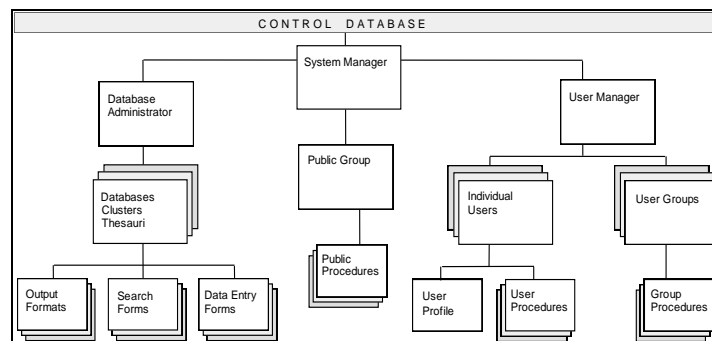 CONTROL DATABASE
System Manager
Database
Administrator
User Manager
Public Group
Databases
Clusters
Thesauri
Individual
Users
User Groups
Public
Procedures
Output
Formats
Search
Forms
Data Entry
Forms
User
Profile
User
Procedures
Group
Procedures